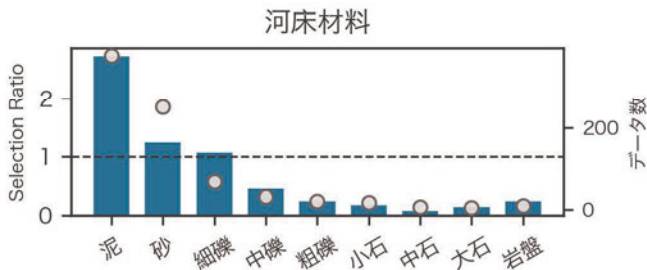 河床材料
Selection Ratio
2
1
0
200
0
データ数
泥
砂
細礫
中礫
粗礫
小石
中石
大石
岩盤